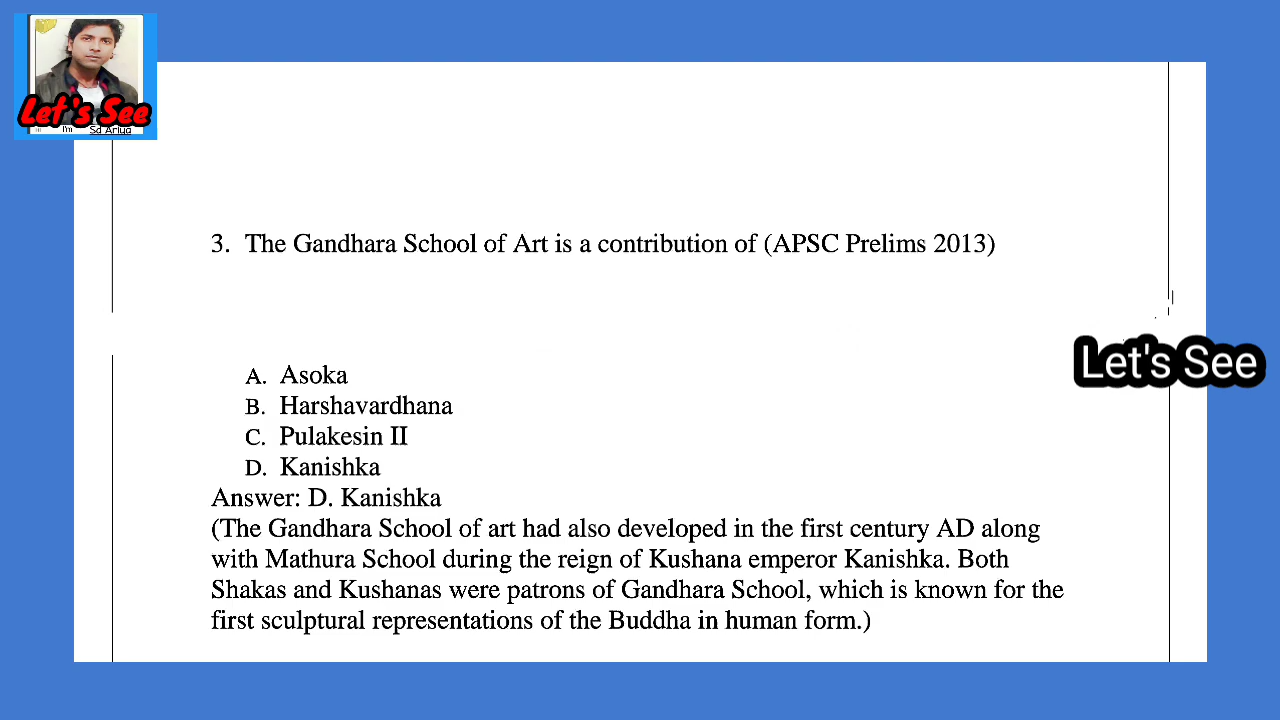 Let's See
I'm Sd Ariya
3. The Gandhara School of Art is a contribution of (APSC Prelims 2013)
Let's See
A. Asoka
B. Harshavardhana
C. Pulakesin II
D. Kanishka
Answer: D. Kanishka
(The Gandhara School of art had also developed in the first century AD along
with Mathura School during the reign of Kushana emperor Kanishka. Both
Shakas and Kushanas were patrons of Gandhara School, which is known for the
first sculptural representations of the Buddha in human form.)